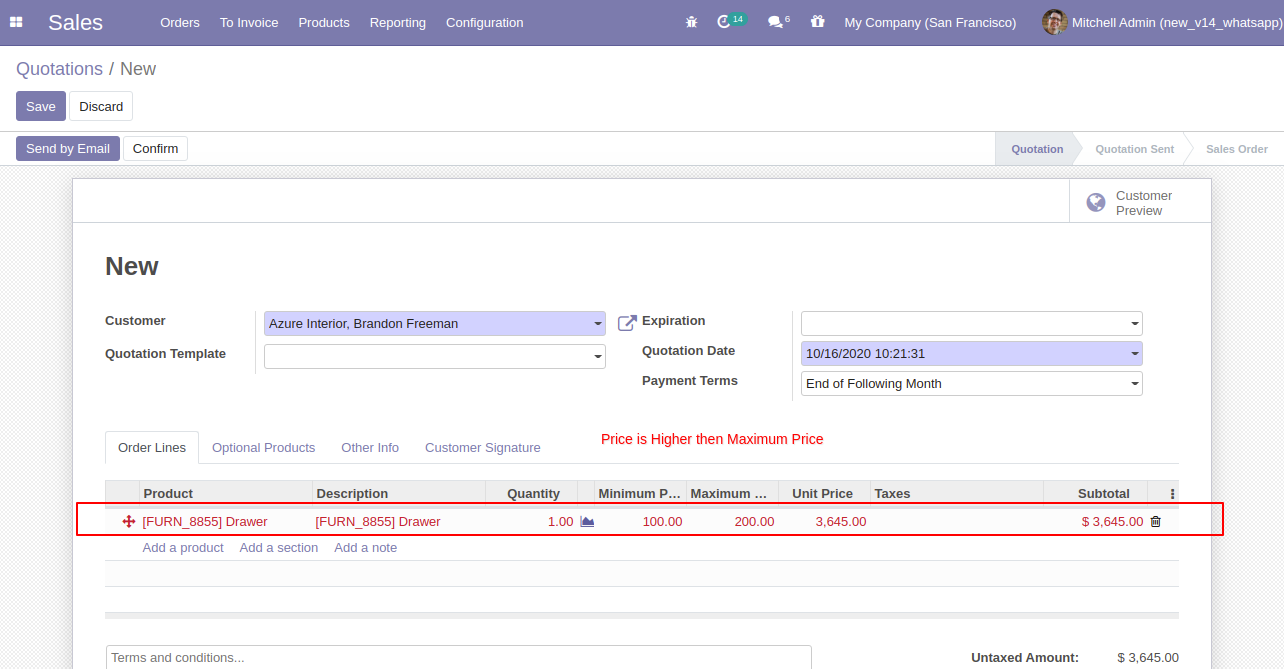 Sales Orders To Invoice Products Reporting Configuration 14 6 My Company (San Francisco) Mitchell Admin (new_v14_whatsapp)
Quotations / New
Save Discard
Send by Email Confirm Quotation Quotation Sent Sales Order
Customer
Preview
New
Customer Azure Interior, Brandon Freeman Expiration
Quotation Template Quotation Date 10/16/2020 10:21:31
Payment Terms End of Following Month
Price is Higher then Maximum Price
Order Lines Optional Products Other Info Customer Signature
Product Description Quantity Minimum P... Maximum ... Unit Price Taxes Subtotal
[FURN_8855] Drawer [FURN_8855] Drawer 1.00 100.00 200.00 3,645.00 $ 3,645.00
Add a product Add a section Add a note
Terms and conditions... Untaxed Amount: $ 3,645.00